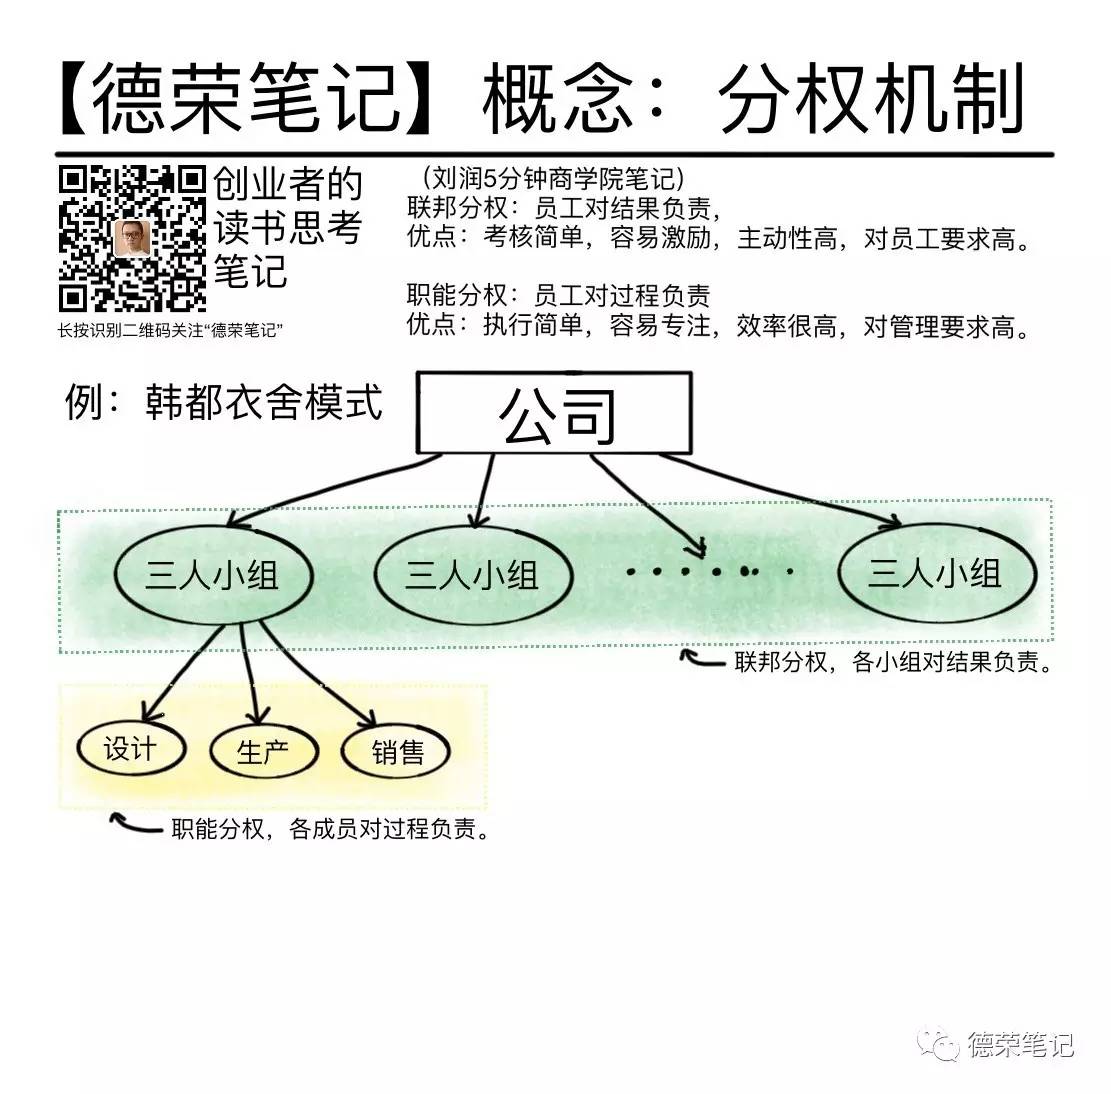 【德荣笔记】概念：分权机制
创业者的
读书思考
笔记
长按识别二维码关注“德荣笔记”
（刘润5分钟商学院笔记）
联邦分权：员工对结果负责，
优点：考核简单，容易激励，主动性高，对员工要求高。
职能分权：员工对过程负责
优点：执行简单，容易专注，效率很高，对管理要求高。
例：韩都衣舍模式
公司
三人小组
三人小组
······
三人小组
联邦分权，各小组对结果负责。
设计
生产
销售
职能分权，各成员对过程负责。
德荣笔记